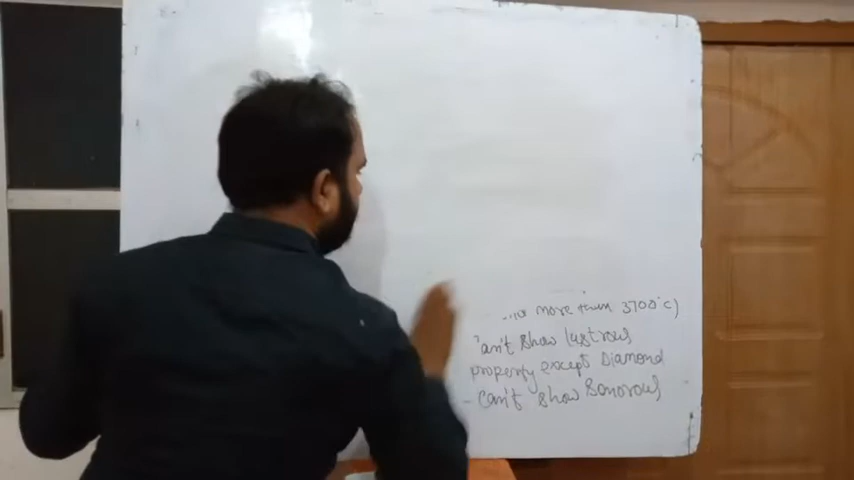 more than 3700°c)
can't show lustrous
property except Diamond
- can't show Sonorous